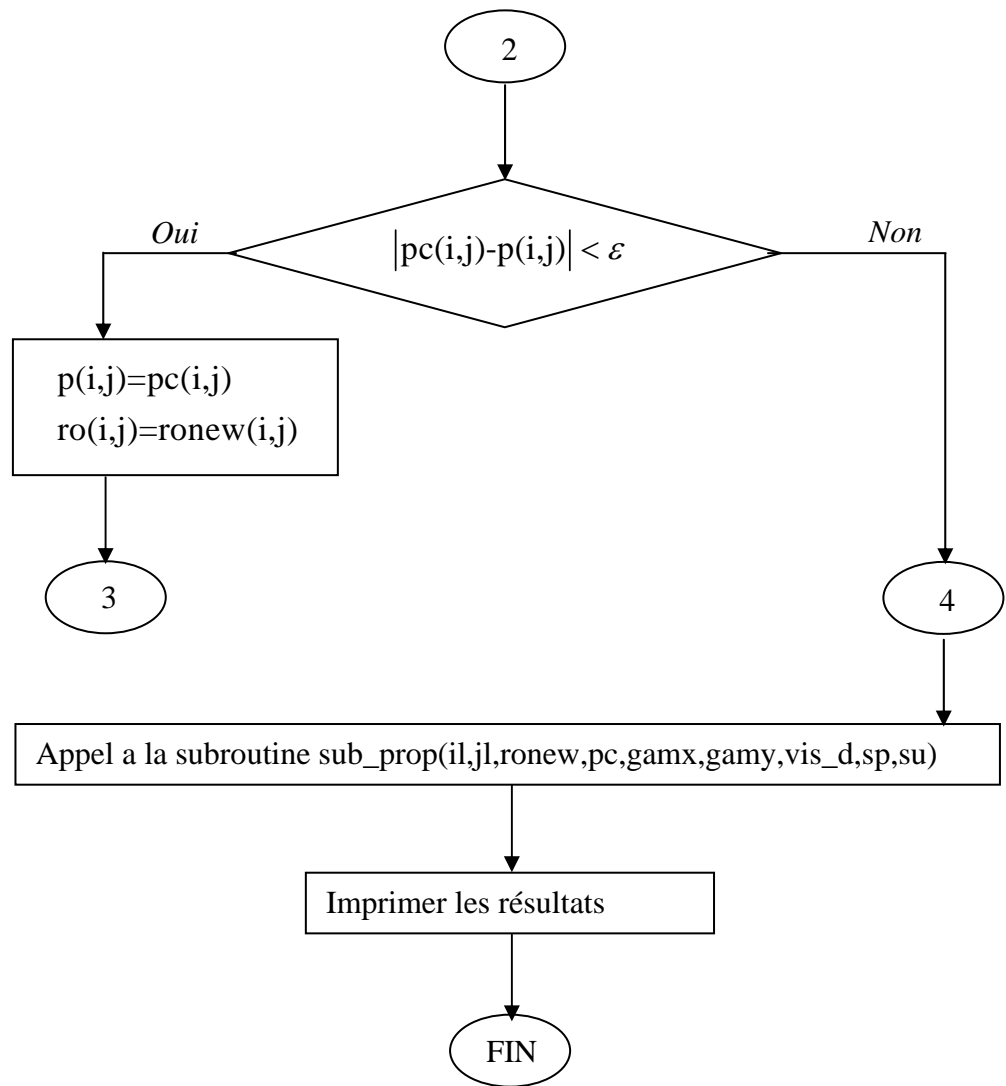 2
Oui
Non
|pc(i,j)-p(i,j)| < ε
p(i,j)=pc(i,j)
ro(i,j)=ronew(i,j)
3
4
Appel a la subroutine sub_prop(il,jl,ronew,pc,gamx,gamy,vis_d,sp,su)
Imprimer les résultats
FIN